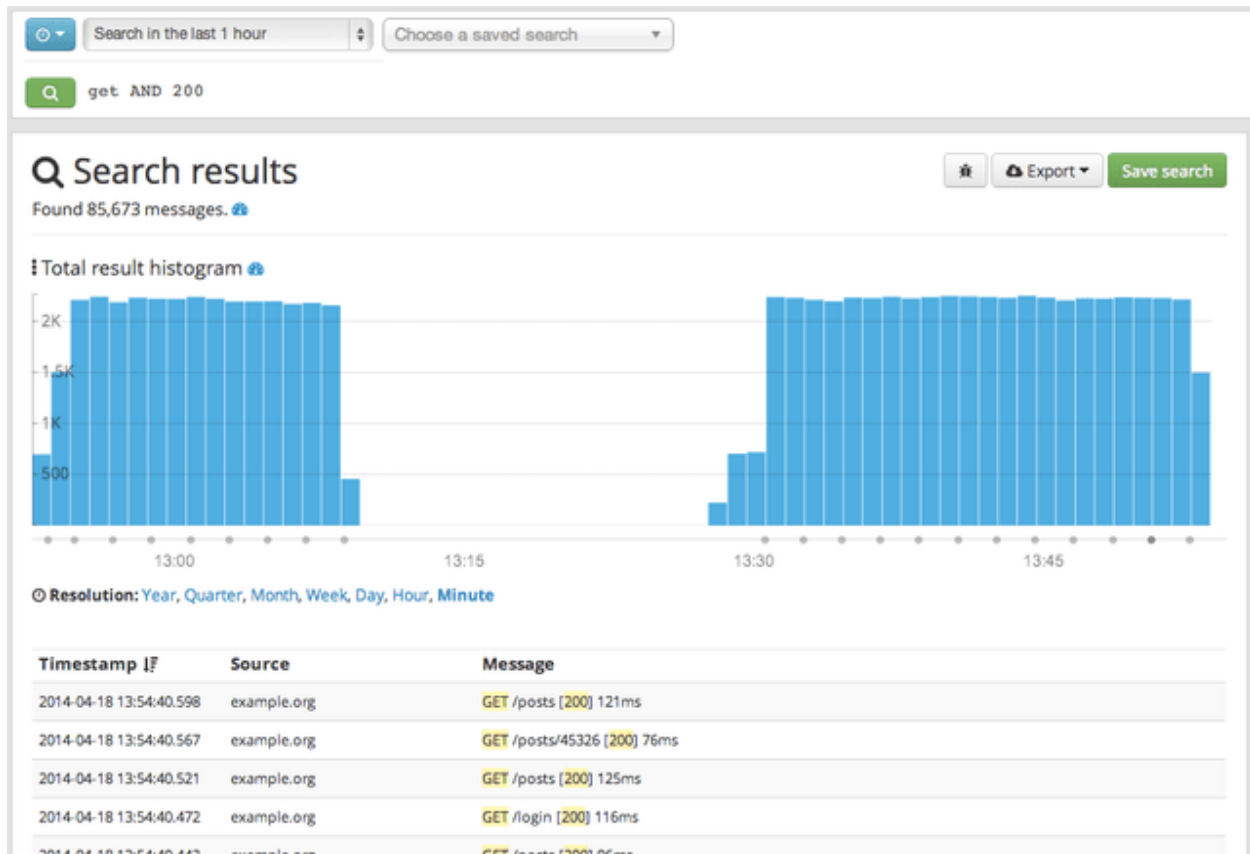 Search in the last 1 hour Choose a saved search
get AND 200
Search results Export Save search
Found 85,673 messages.
Total result histogram
2K
1.5K
1K
500
13:00 13:15 13:30 13:45
Resolution: Year, Quarter, Month, Week, Day, Hour, Minute
Timestamp Source Message
2014-04-18 13:54:40.598 example.org GET /posts [200] 121ms
2014-04-18 13:54:40.567 example.org GET /posts/45326 [200] 76ms
2014-04-18 13:54:40.521 example.org GET /posts [200] 125ms
2014-04-18 13:54:40.472 example.org GET /login [200] 116ms